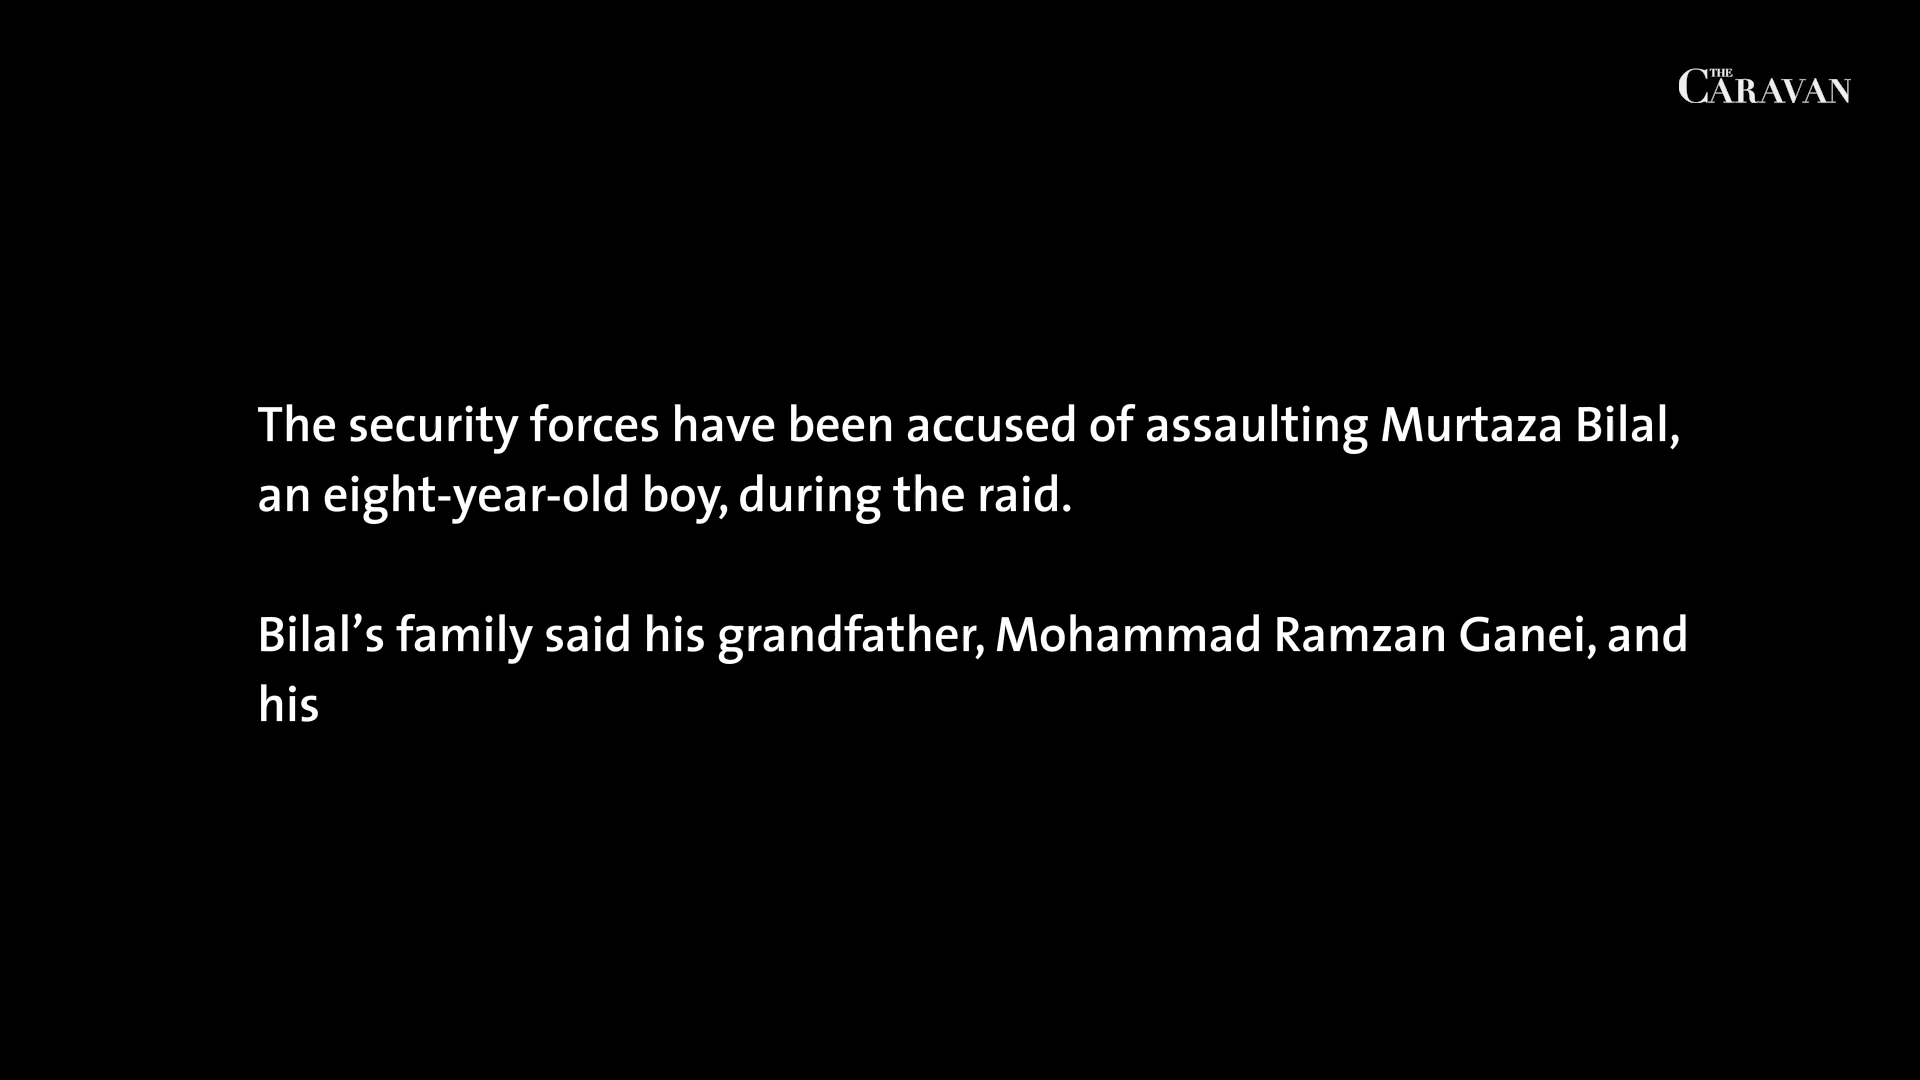 THE
CARAVAN
The security forces have been accused of assaulting Murtaza Bilal,
an eight-year-old boy, during the raid.
Bilal’s family said his grandfather, Mohammad Ramzan Ganei, and
his